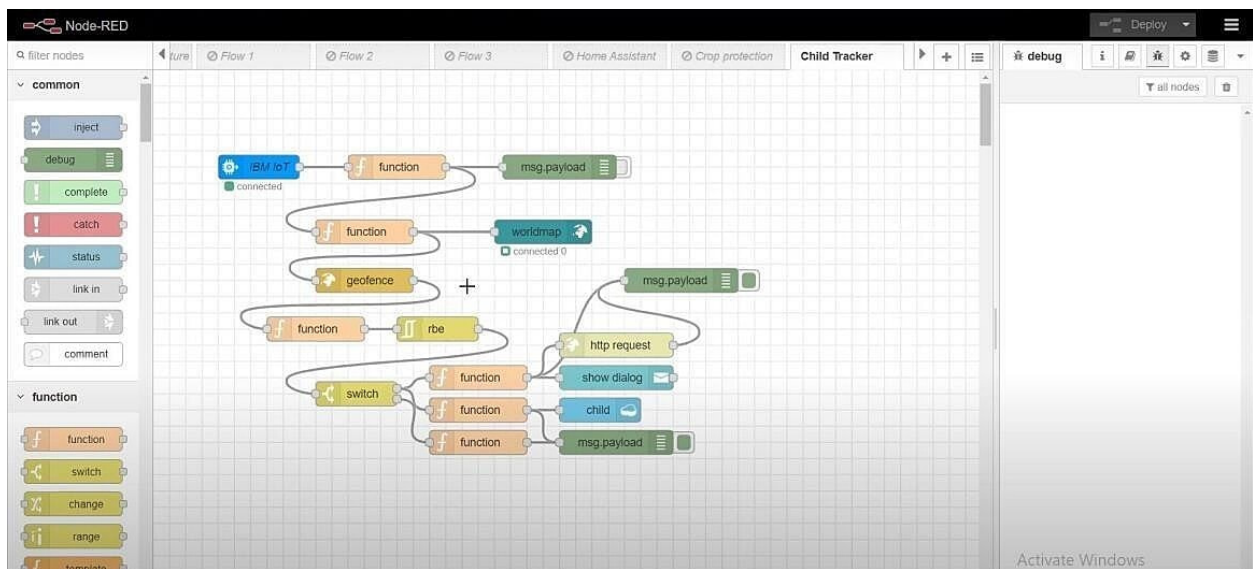 Node-RED
Deploy
filter nodes
ture
Flow 1
Flow 2
Flow 3
Home Assistant
Crop protection
Child Tracker
debug
i
all nodes
common
inject
debug
complete
catch
status
link in
link out
comment
function
function
switch
change
range
template
IBM IoT
connected
function
msg.payload
function
worldmap
connected 0
geofence
msg.payload
function
rbe
http request
switch
function
show dialog
function
child
function
msg.payload
Activate Windows